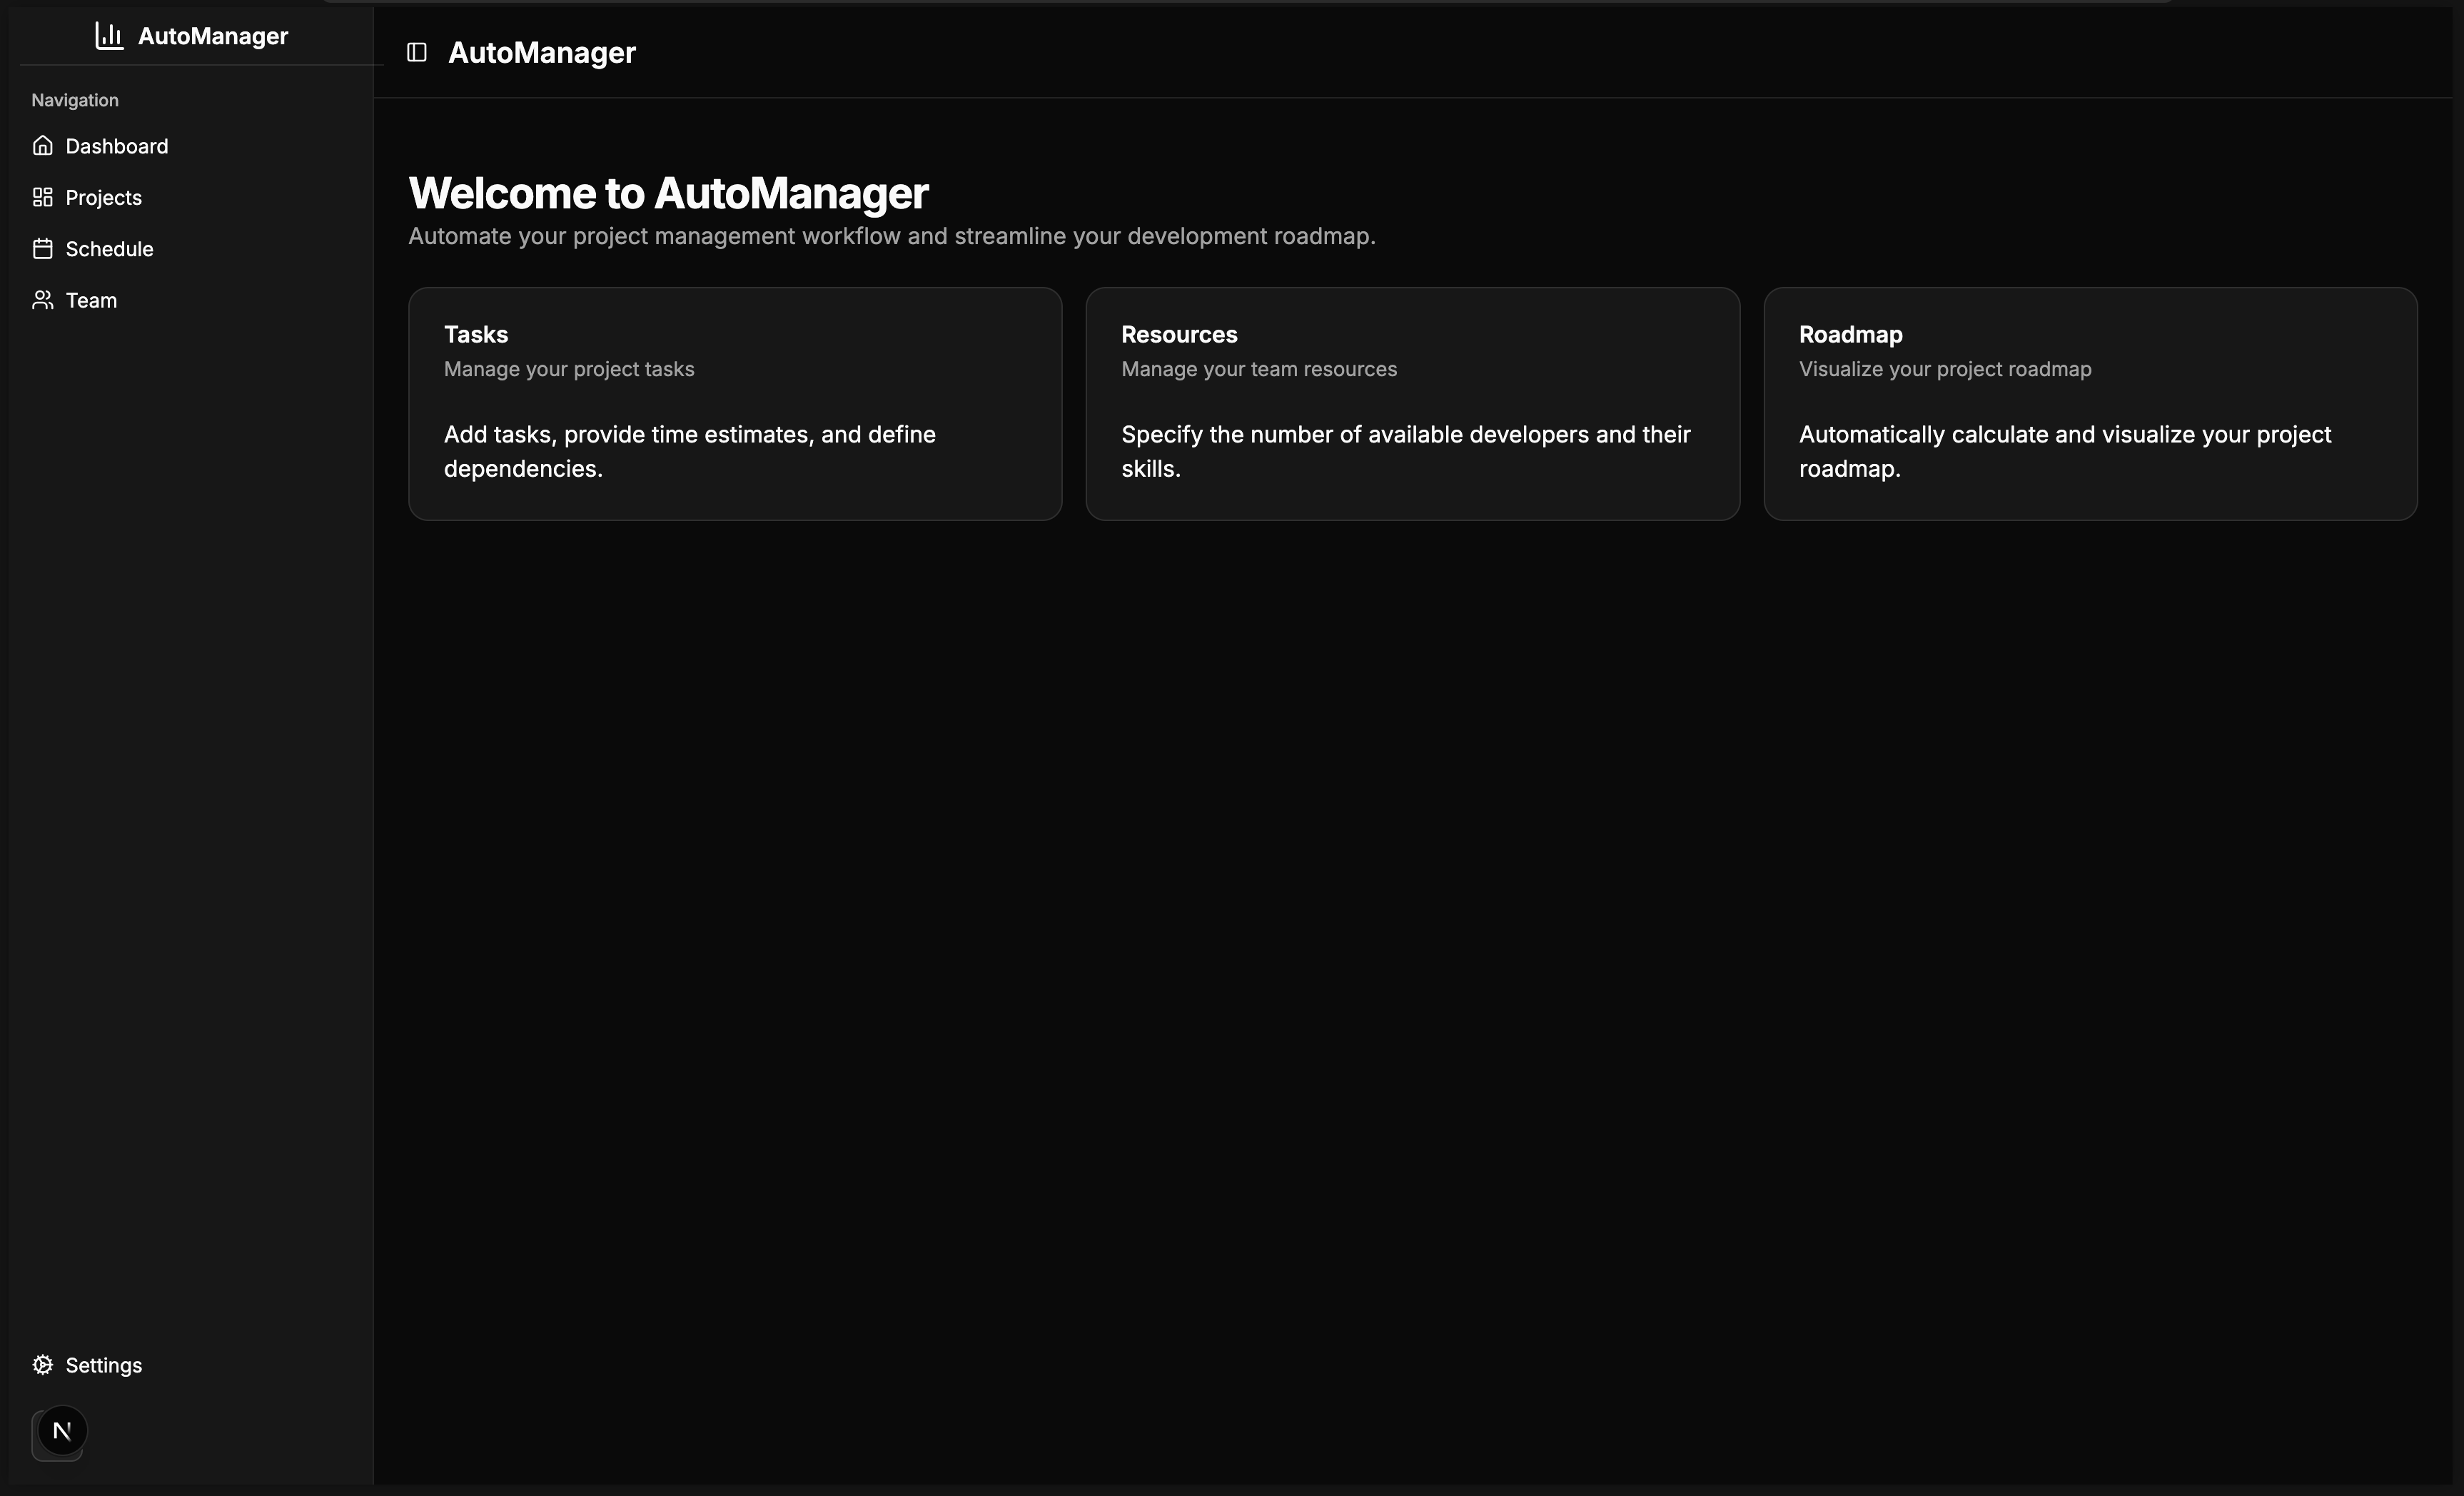 AutoManager
Navigation
Dashboard
Projects
Schedule
Team
Settings
N
AutoManager
Welcome to AutoManager
Automate your project management workflow and streamline your development roadmap.
Tasks
Manage your project tasks
Add tasks, provide time estimates, and define
dependencies.
Resources
Manage your team resources
Specify the number of available developers and their
skills.
Roadmap
Visualize your project roadmap
Automatically calculate and visualize your project
roadmap.